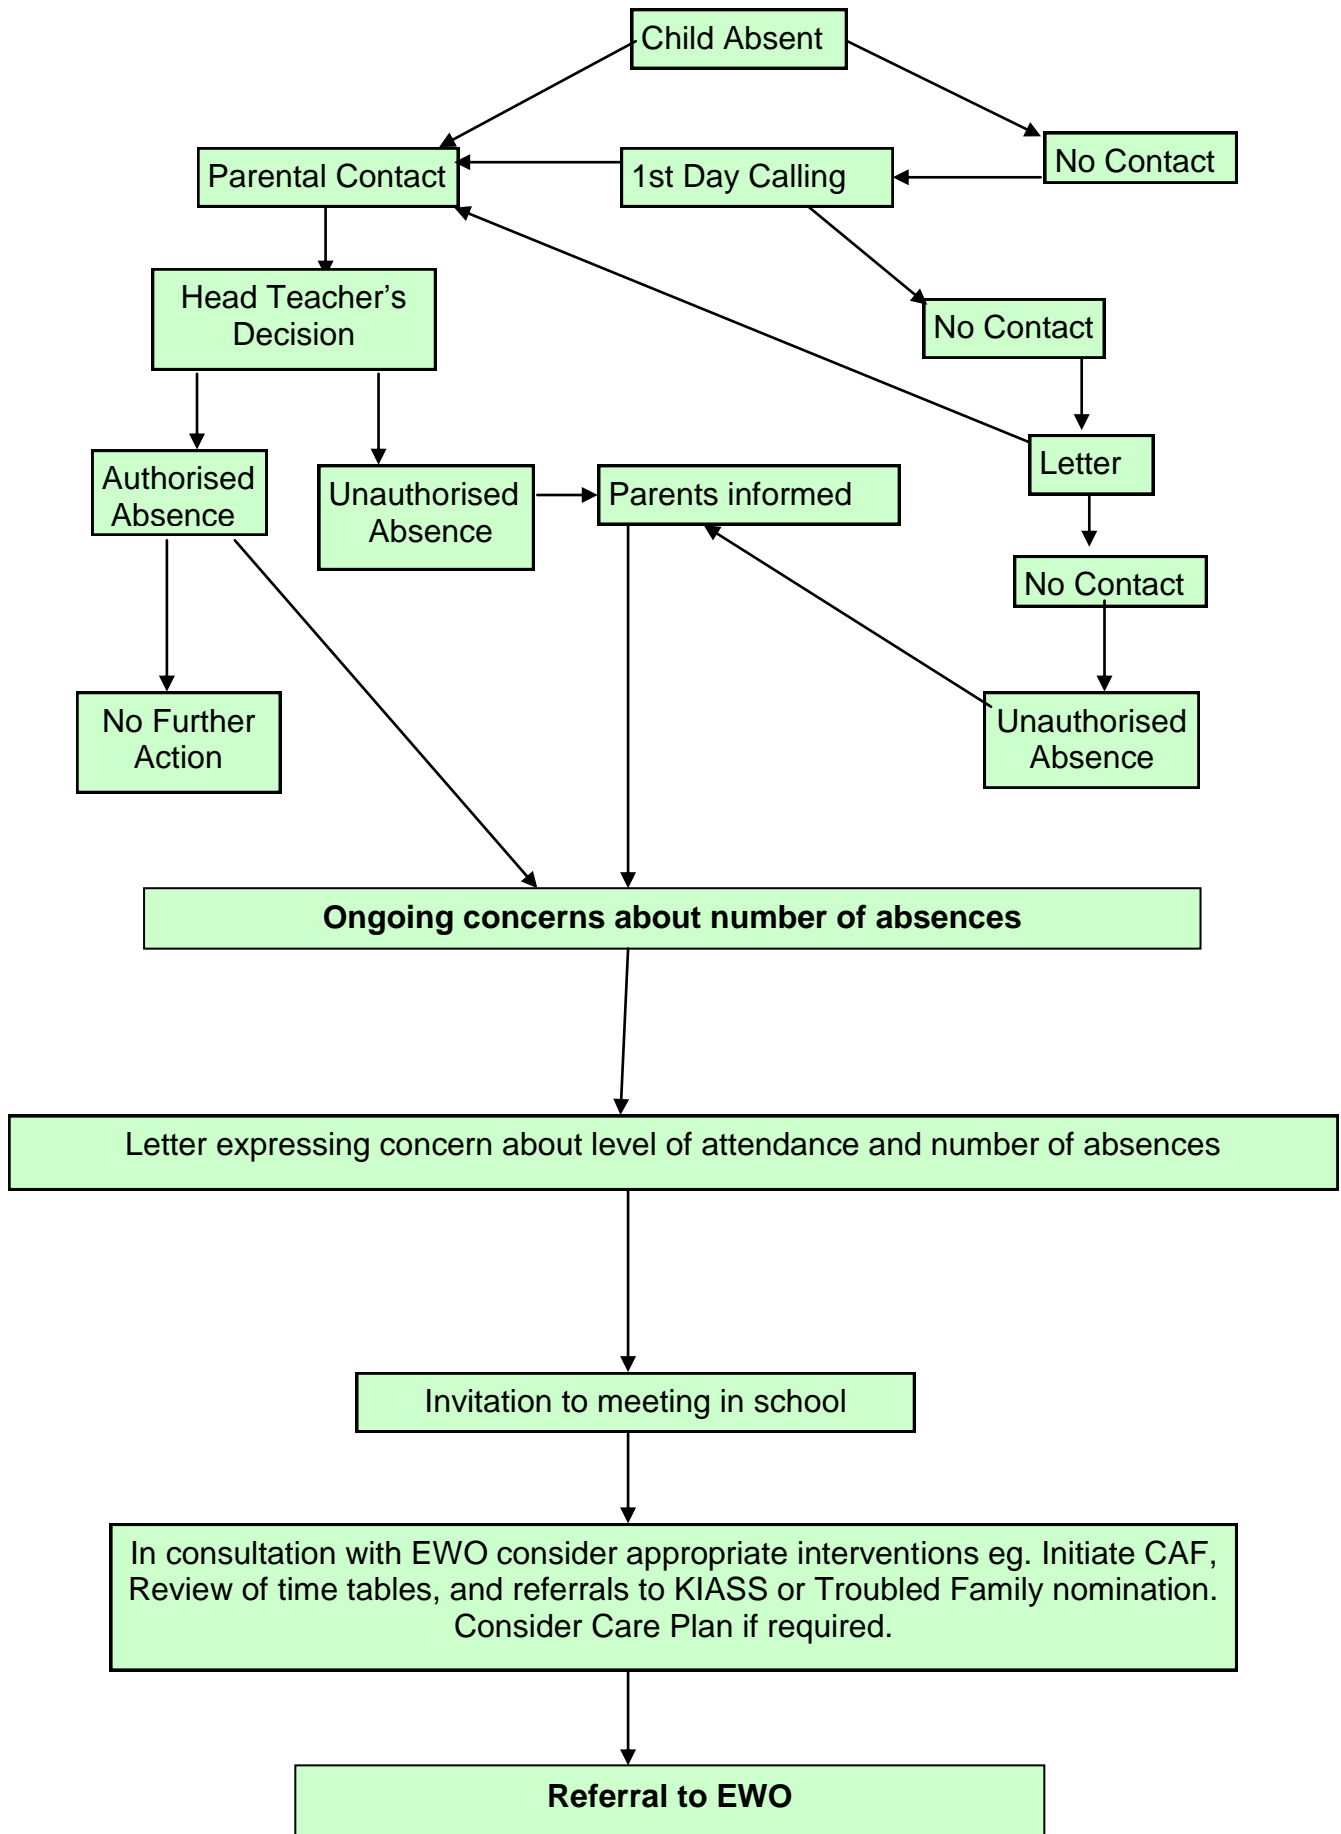 Child Absent
No Contact
Parental Contact
1st Day Calling
Head Teacher’s
Decision
No Contact
Letter
Authorised
Absence
Unauthorised
Absence
Parents informed
No Contact
No Further
Action
Unauthorised
Absence
Ongoing concerns about number of absences
Letter expressing concern about level of attendance and number of absences
Invitation to meeting in school
In consultation with EWO consider appropriate interventions eg. Initiate CAF,
Review of time tables, and referrals to KIASS or Troubled Family nomination.
Consider Care Plan if required.
Referral to EWO